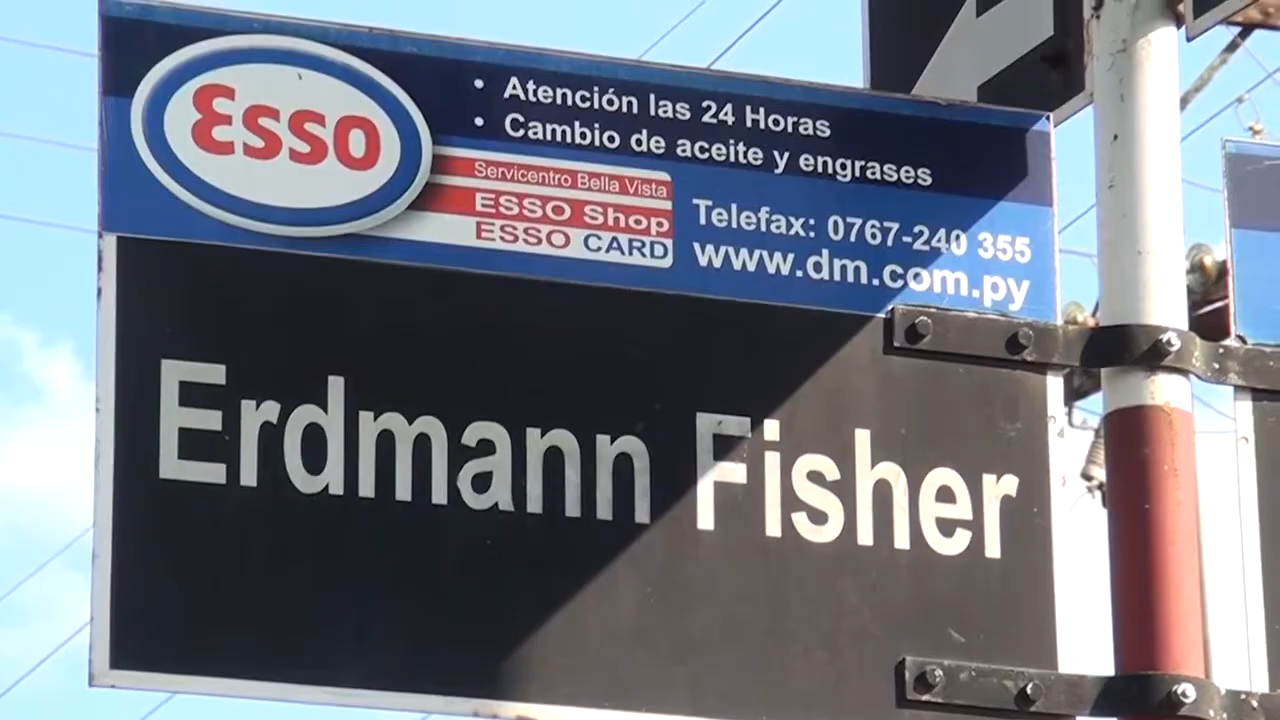 Esso
• Atención las 24 Horas
• Cambio de aceite y engrases
Servicentro Bella Vista
ESSO Shop
ESSO CARD
Telefax: 0767-240 355
www.dm.com.py
Erdmann Fisher